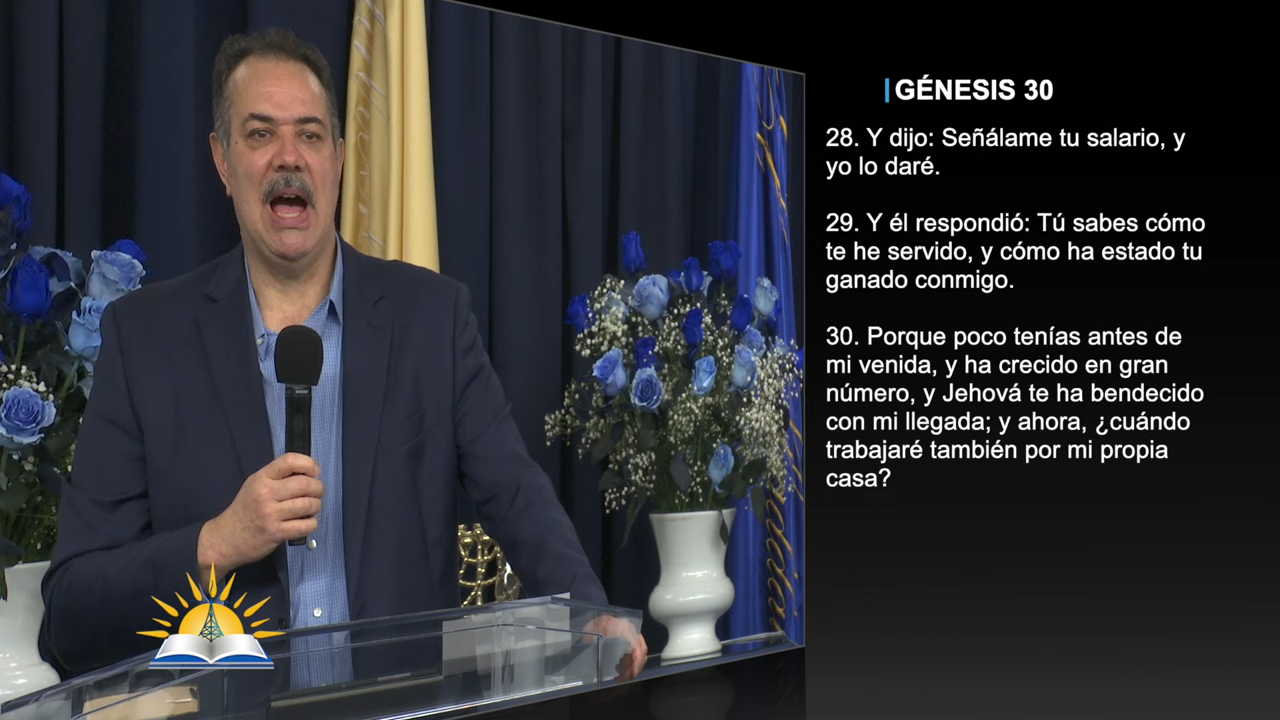 GÉNESIS 30
28. Y dijo: Señálame tu salario, y
yo lo daré.
29. Y él respondió: Tú sabes cómo
te he servido, y cómo ha estado tu
ganado conmigo.
30. Porque poco tenías antes de
mi venida, y ha crecido en gran
número, y Jehová te ha bendecido
con mi llegada; y ahora, ¿cuándo
trabajaré también por mi propia
casa?